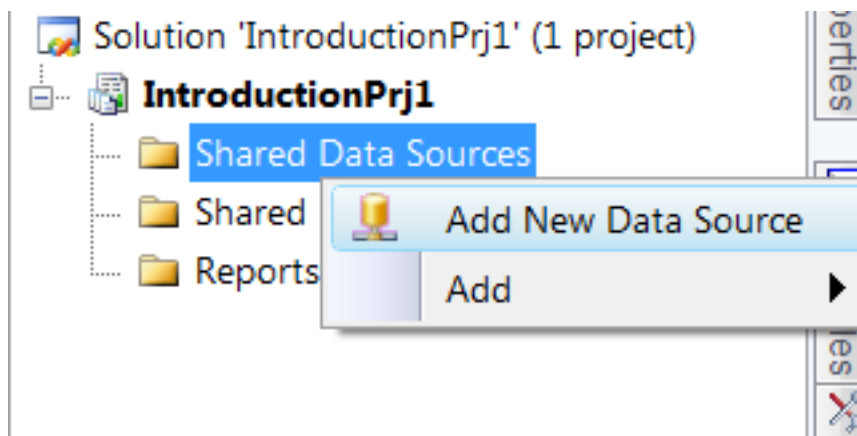 Solution 'IntroductionPrj1' (1 project)
IntroductionPrj1
Shared Data Sources
Shared
Add New Data Source
Reports
Add